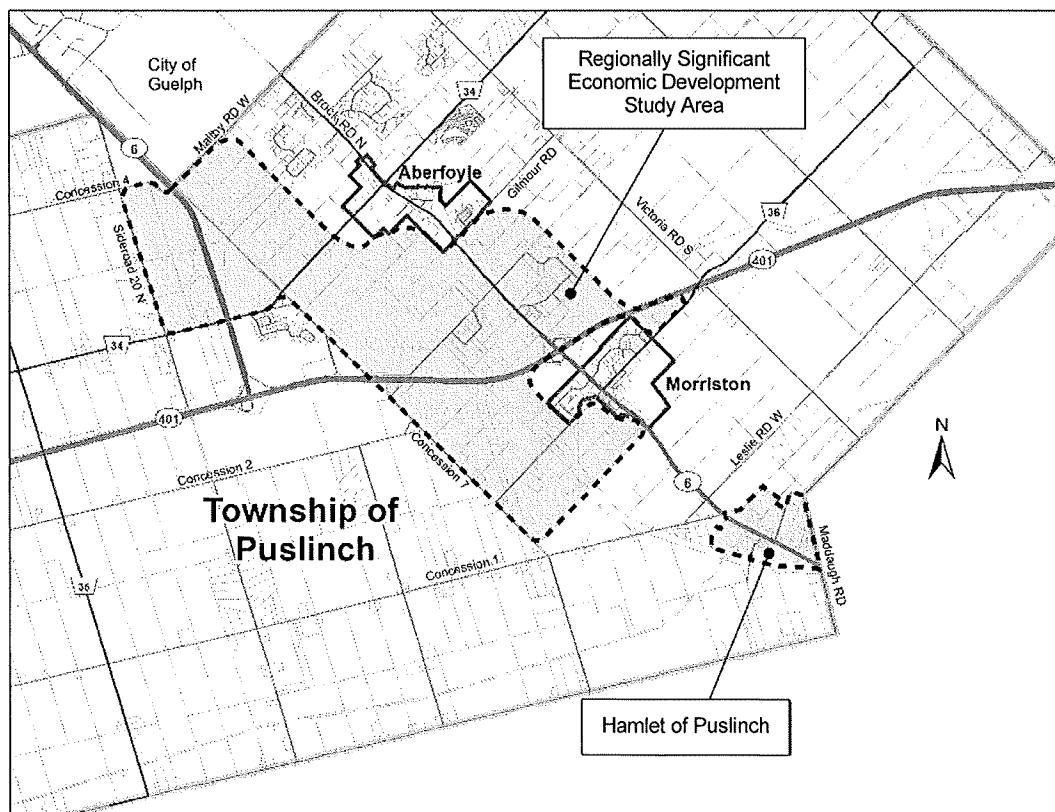 City of
Guelph
Regionally Significant
Economic Development
Study Area
34
Maltby RD W
Brock RD N
6
Aberfoyle
Gilmour RD
Concession 4
Victoria RD S
36
Sideroad 20 N
401
34
401
Morriston
N
Leslie RD W
Concession 2
Concession 7
6
Township of
Puslinch
Maddaugh RD
Concession 1
35
Hamlet of Puslinch